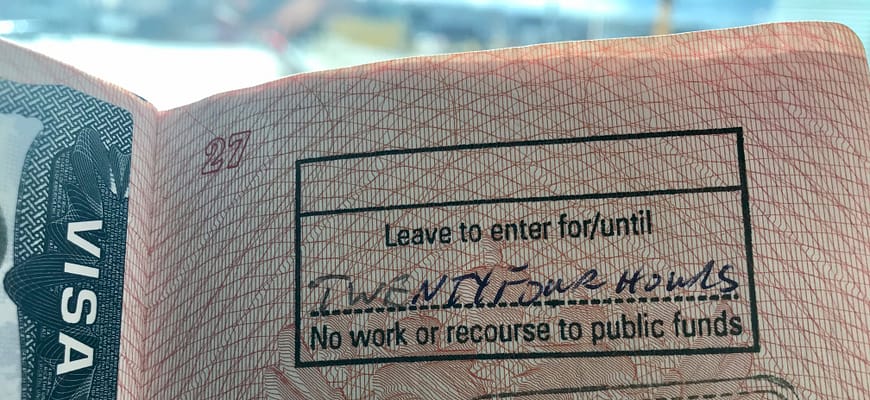 27
VISA
Leave to enter for/until
TWENTY FOUR HOURS
No work or recourse to public funds